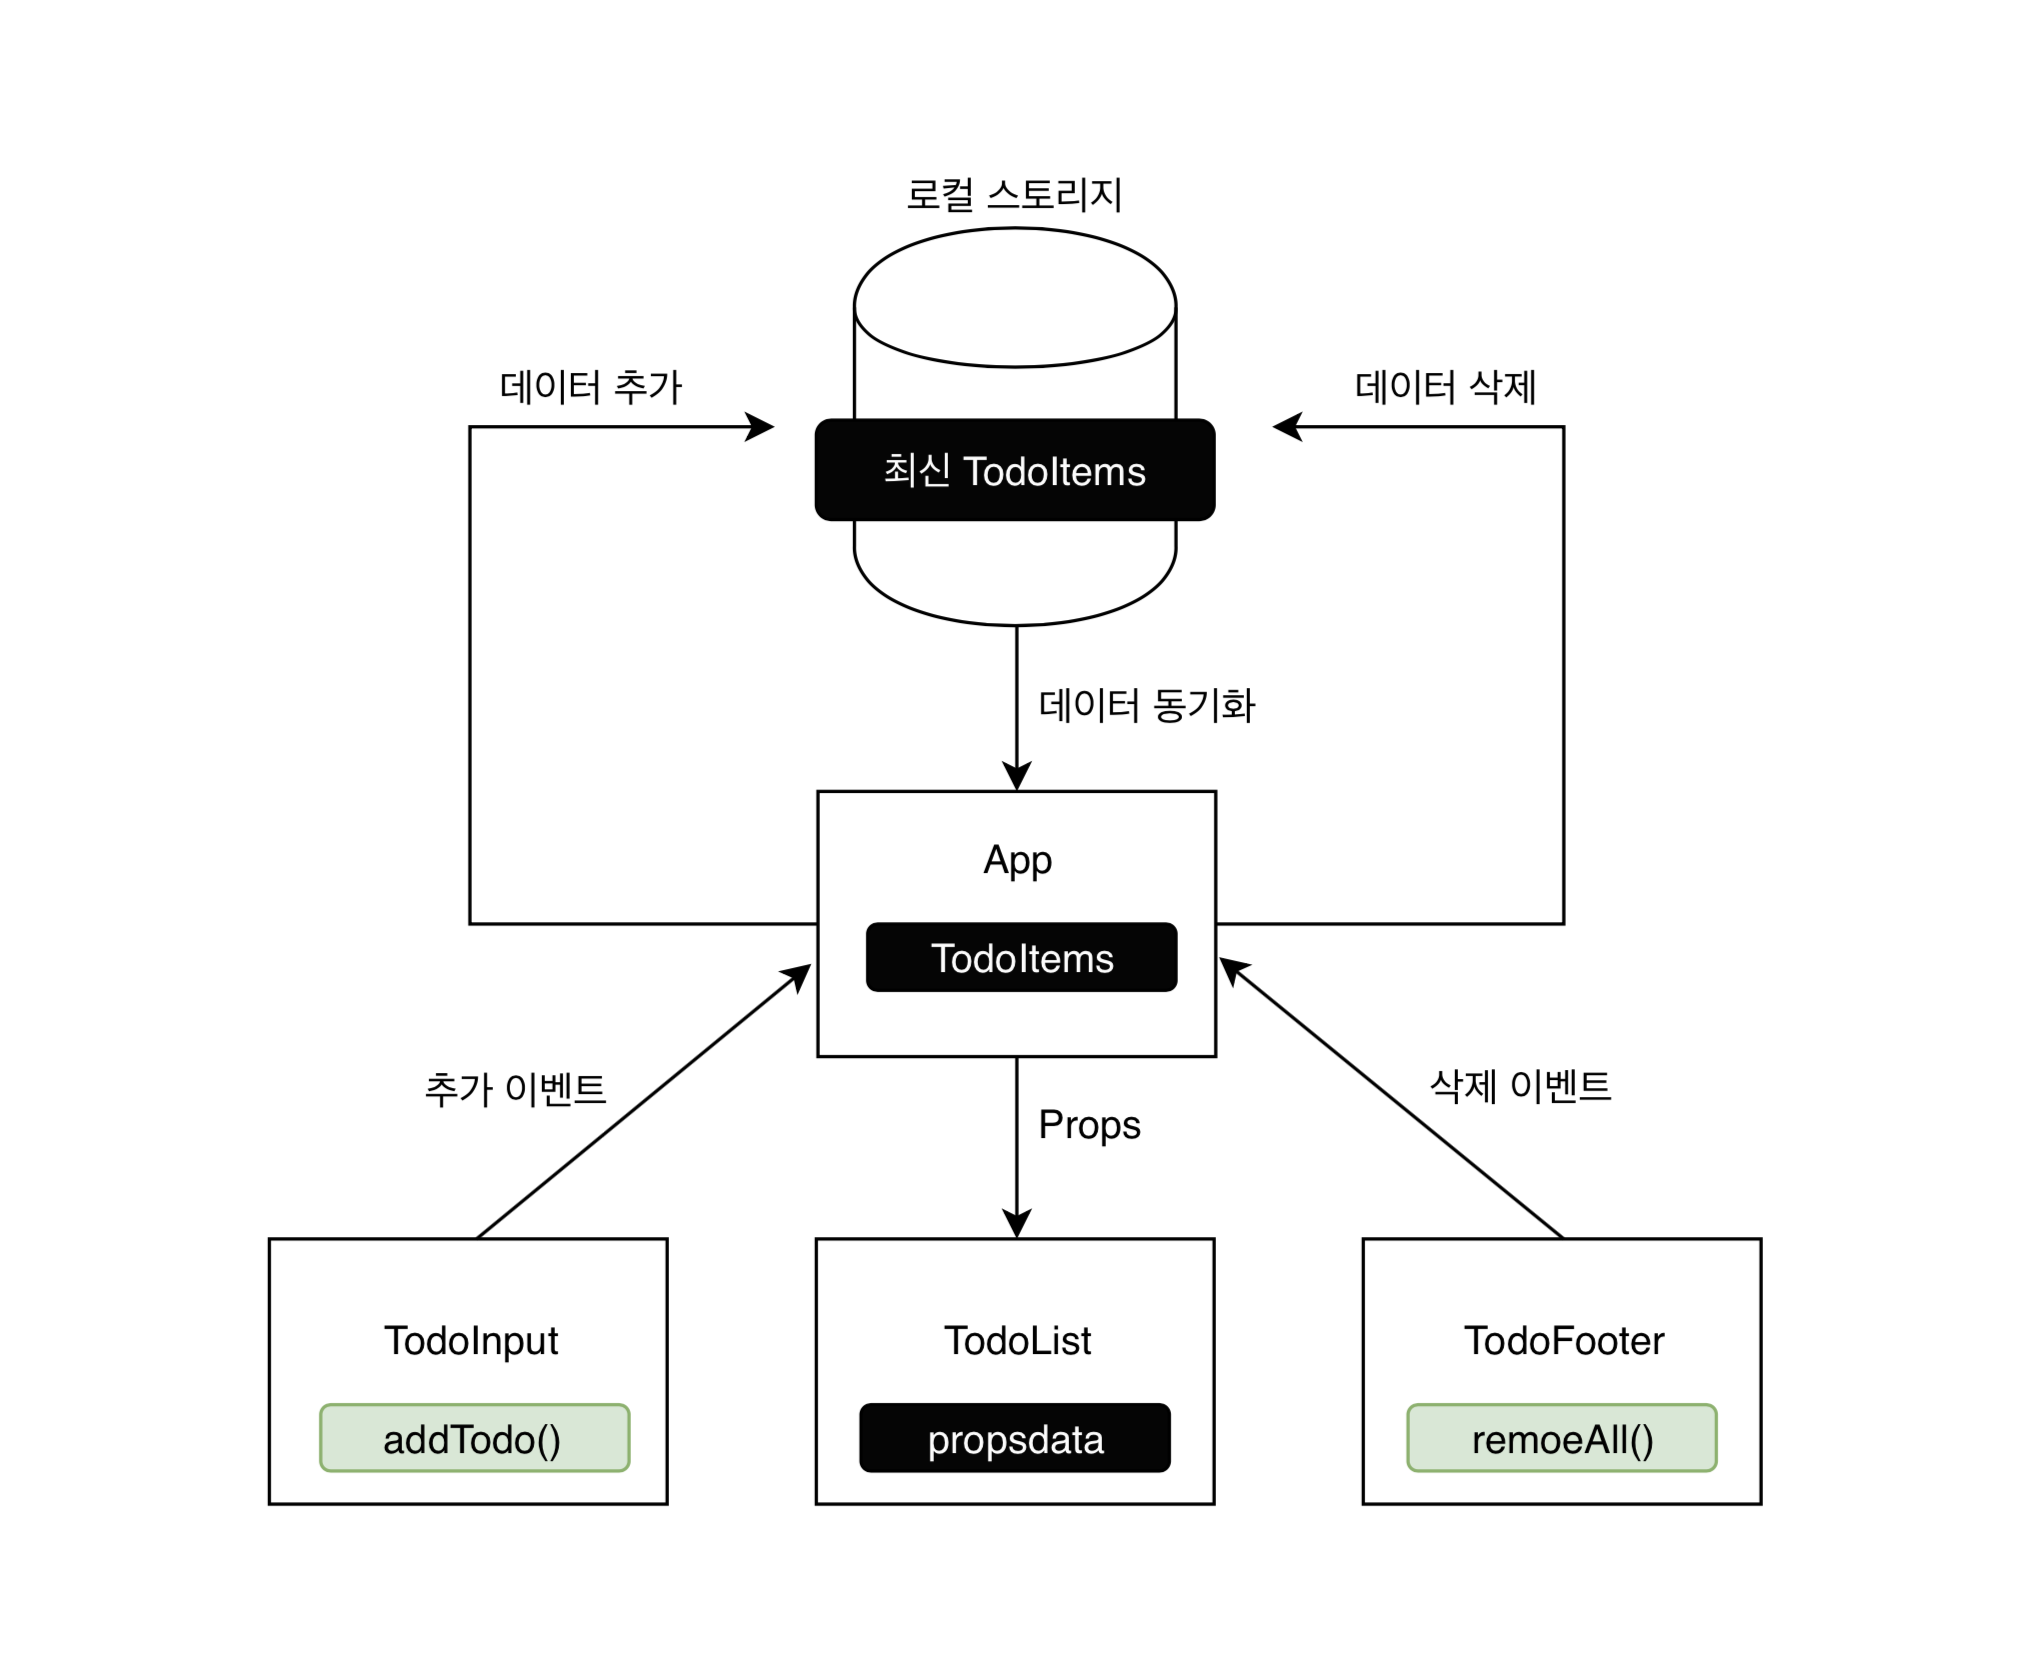 로컬 스토리지
데이터 추가
데이터 삭제
최신 TodoItems
데이터 동기화
App
TodoItems
추가 이벤트
삭제 이벤트
Props
TodoInput
TodoList
TodoFooter
addTodo()
propsdata
remoeAll()